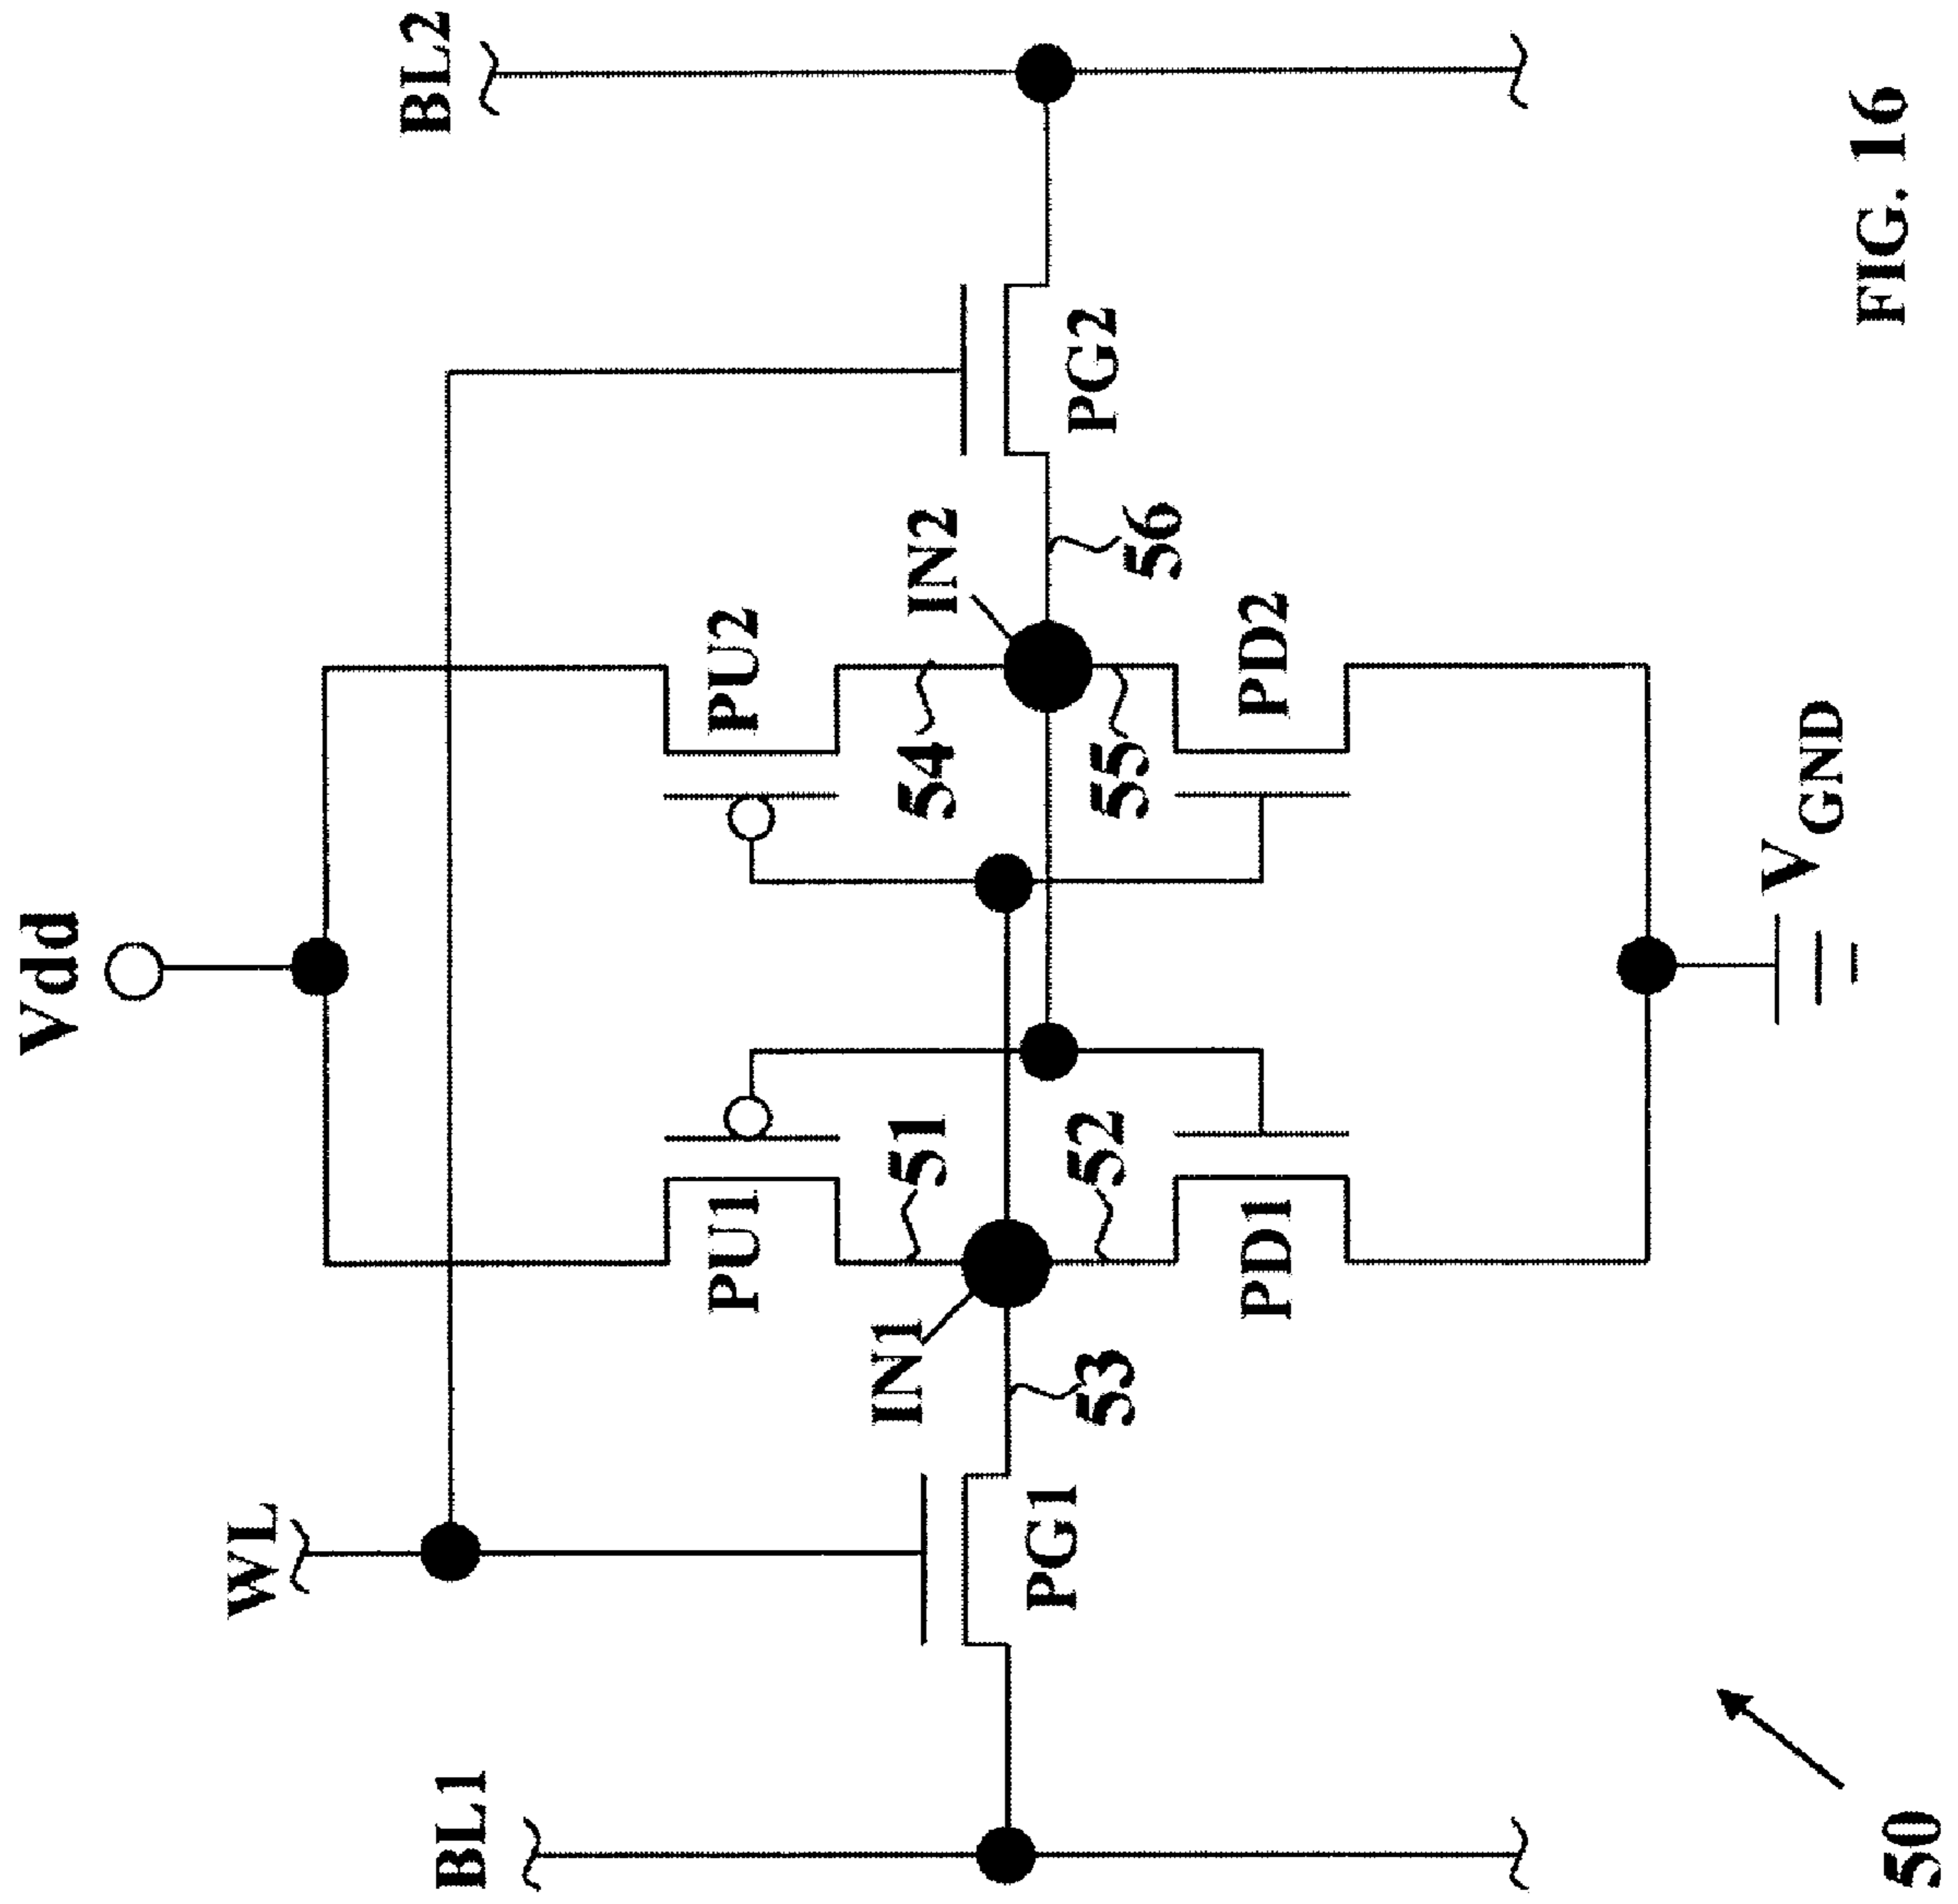 Vdd
WL
BL1
BL2
PU1
PU2
IN1
IN2
51
54
52
55
53
56
PG1
PG2
PD1
PD2
V GND
50
FIG. 16